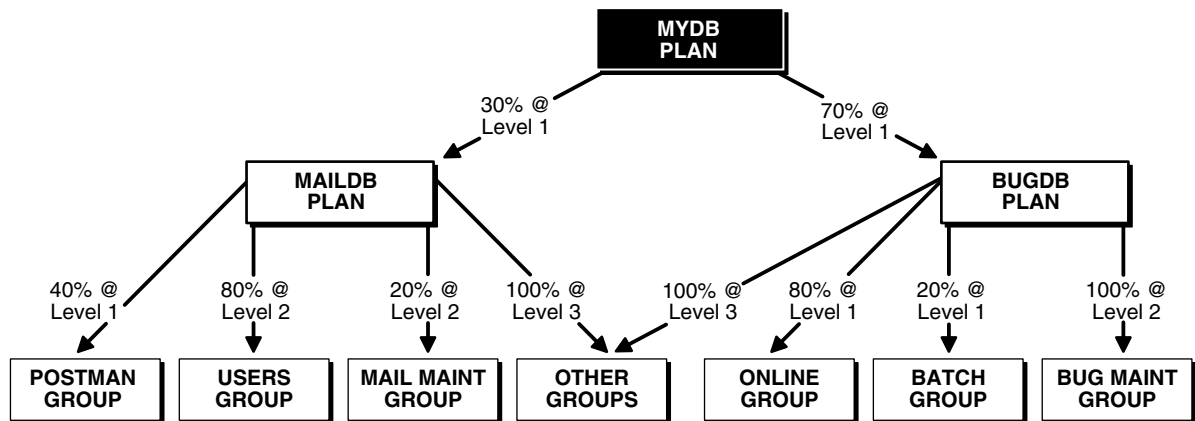 MYDB
PLAN
30% @
Level 1
70% @
Level 1
MAILDB
PLAN
BUGDB
PLAN
40% @
Level 1
80% @
Level 2
20% @
Level 2
100% @
Level 3
100% @
Level 3
80% @
Level 1
20% @
Level 1
100% @
Level 2
POSTMAN
GROUP
USERS
GROUP
MAIL MAINT
GROUP
OTHER
GROUPS
ONLINE
GROUP
BATCH
GROUP
BUG MAINT
GROUP